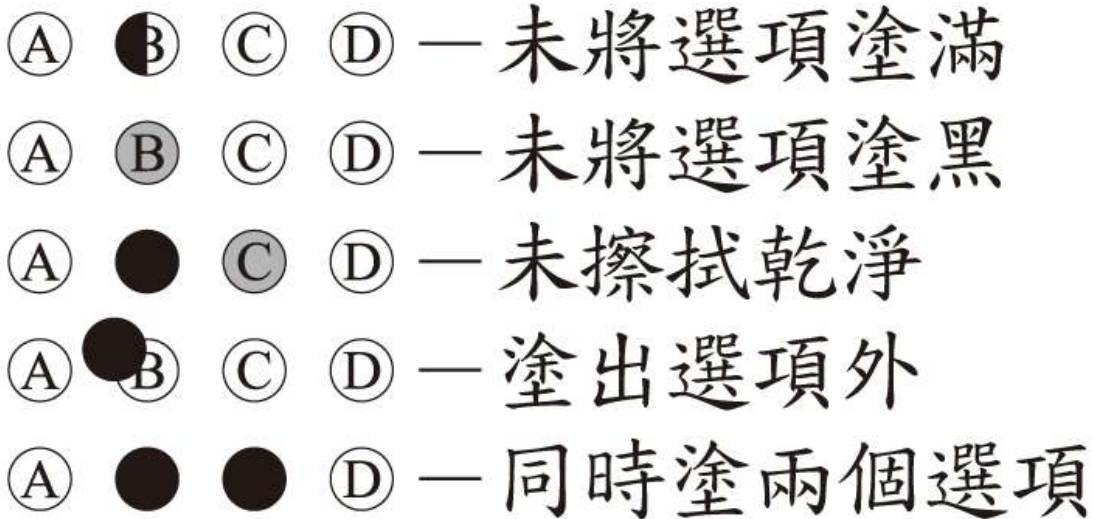 Ⓐ Ⓑ Ⓒ Ⓓ — 未將選項塗滿
Ⓐ Ⓑ Ⓒ Ⓓ — 未將選項塗黑
Ⓐ ● Ⓒ Ⓓ — 未擦拭乾淨
Ⓐ Ⓑ Ⓒ Ⓓ — 塗出選項外
Ⓐ ● ● Ⓓ — 同時塗兩個選項